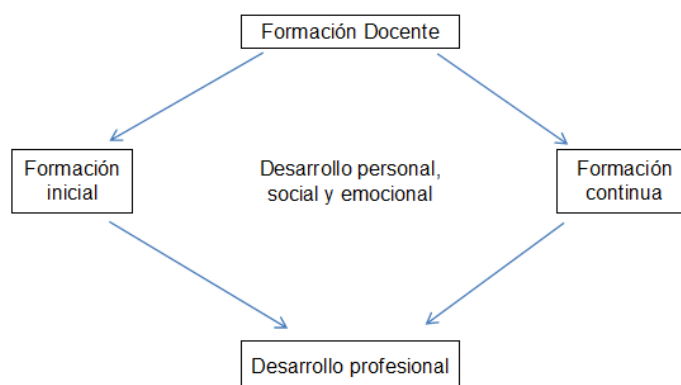 Formación Docente
Formación
inicial
Desarrollo personal,
social y emocional
Formación
continua
Desarrollo profesional